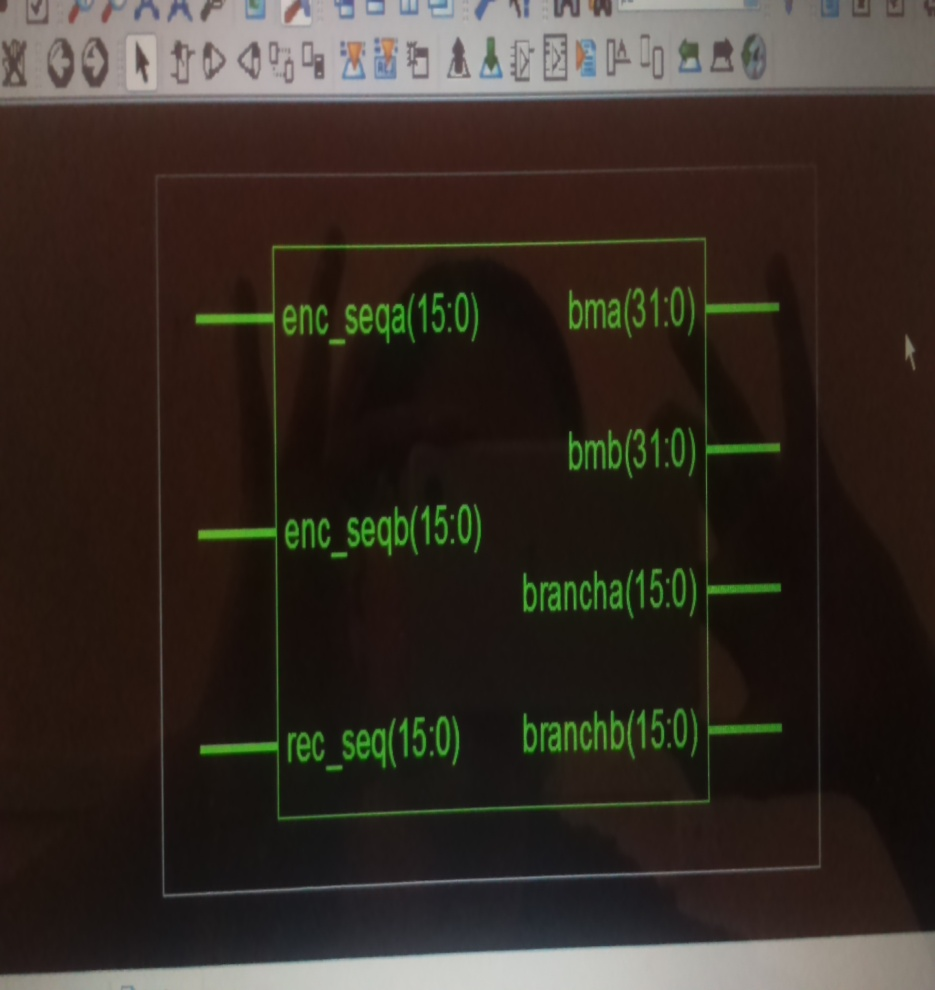 enc_seqa(15:0)
bma(31:0)
bmb(31:0)
enc_seqb(15:0)
brancha(15:0)
rec_seq(15:0)
branchb(15:0)